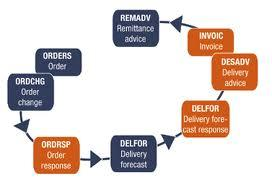 ORDERS
Order
ORDCHG
Order
change
ORDRSP
Order
response
DELFOR
Delivery
forecast
DELFOR
Delivery fore-
cast response
DESADV
Delivery
advice
INVOIC
Invoice
REMADV
Remittance
advice